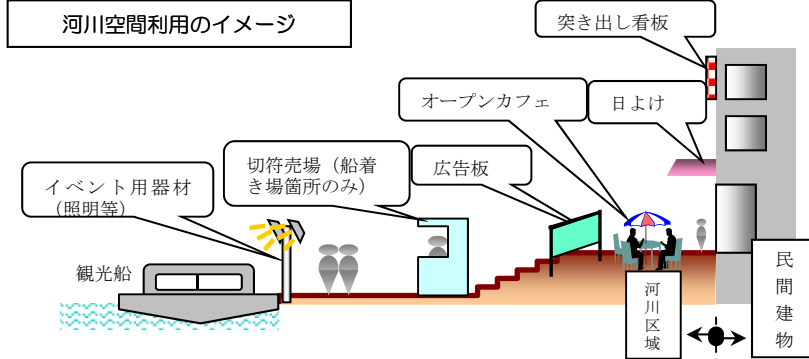 河川空間利用のイメージ
突き出し看板
オープンカフェ
日よけ
切符売場（船着
き場箇所のみ）
広告板
イベント用器材
（照明等）
観光船
河川区域
民間建物